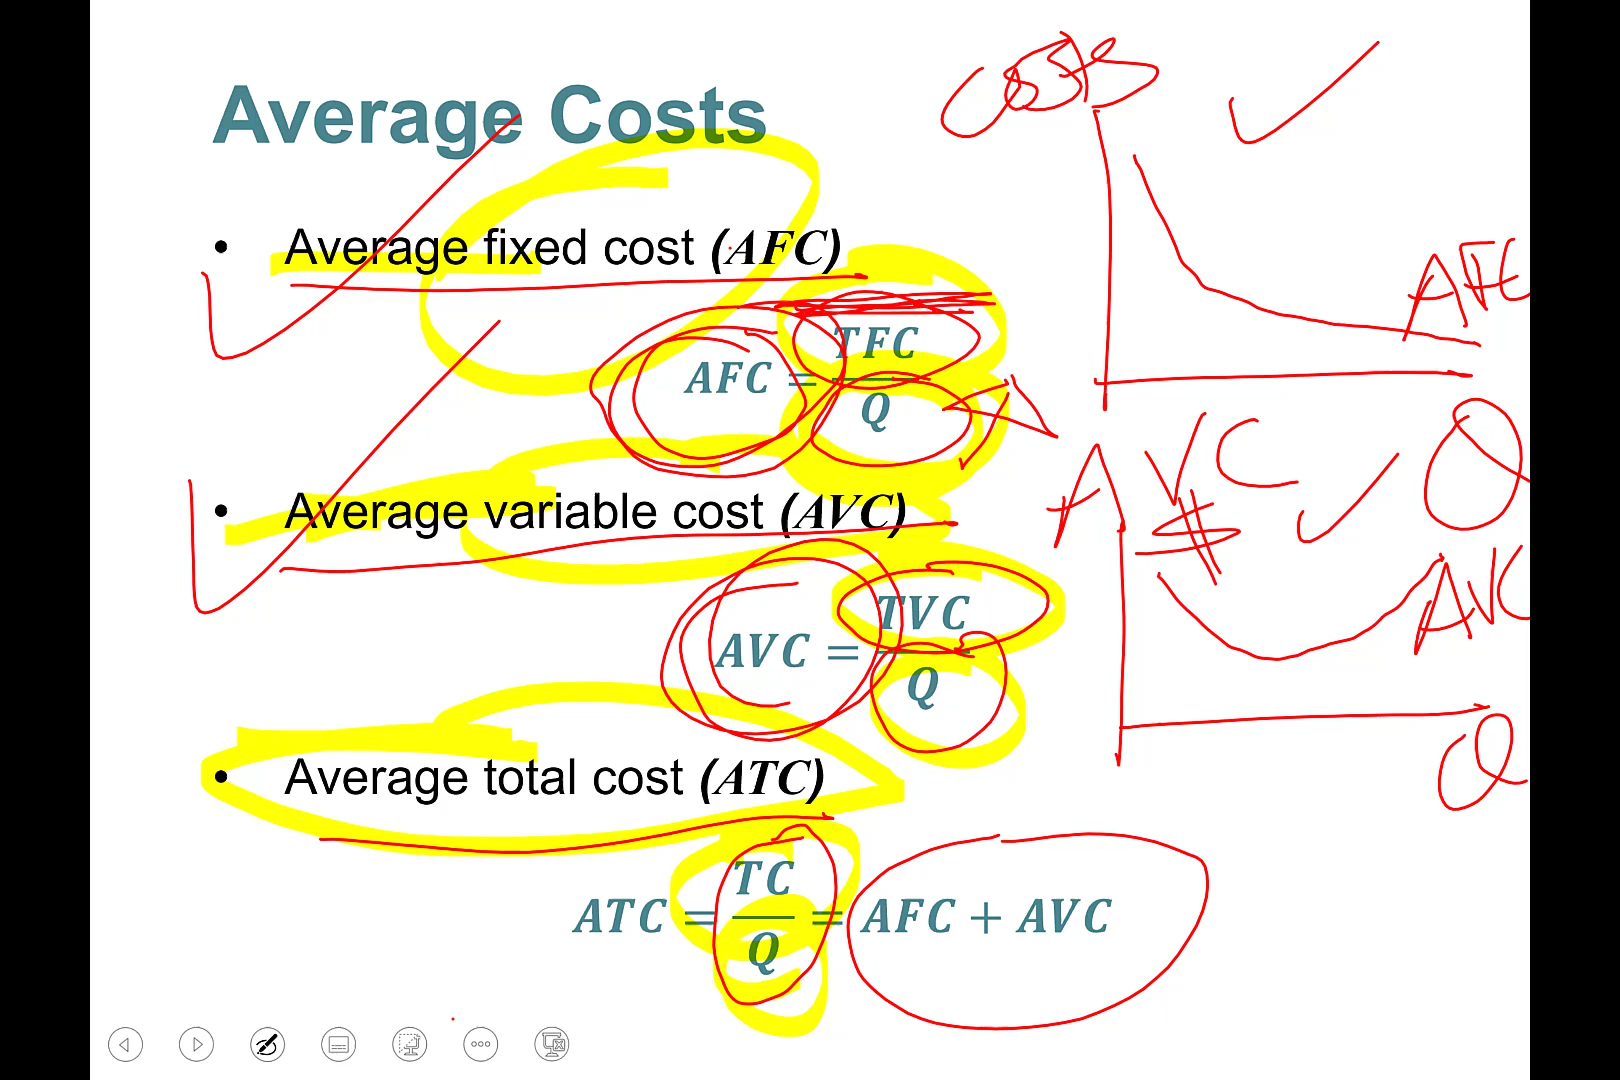 Average Costs
costs
• Average fixed cost (AFC)
AFC = TFC / Q
AFC
Q
• Average variable cost (AVC)
AVC = TVC / Q
AVC
$
AVC
Q
• Average total cost (ATC)
ATC = TC / Q = AFC + AVC